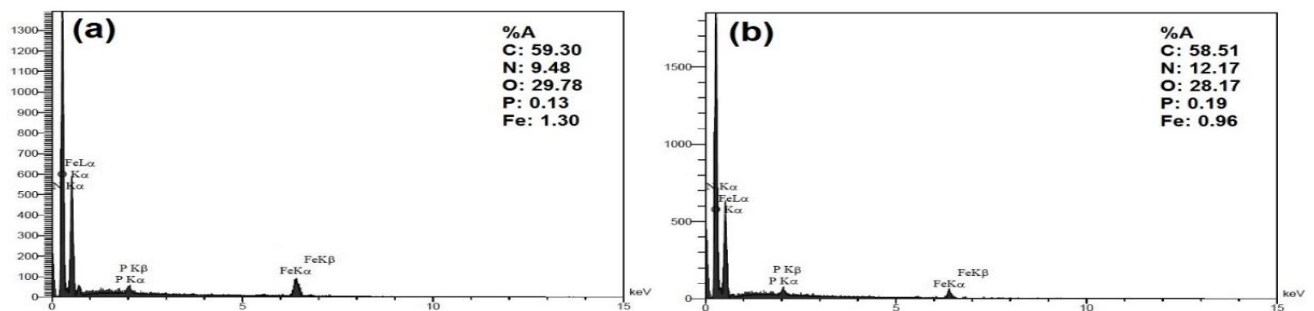 (a)
%A
C: 59.30
N: 9.48
O: 29.78
P: 0.13
Fe: 1.30
1300
1200
1100
1000
900
800
700
600
500
400
300
200
100
0
FeLα
O Kα
N Kα
P Kβ
P Kα
FeKβ
FeKα
0
5
10
15
keV
(b)
%A
C: 58.51
N: 12.17
O: 28.17
P: 0.19
Fe: 0.96
1500
1000
500
0
N Kα
FeLα
O Kα
P Kβ
P Kα
FeKβ
FeKα
0
5
10
15
keV